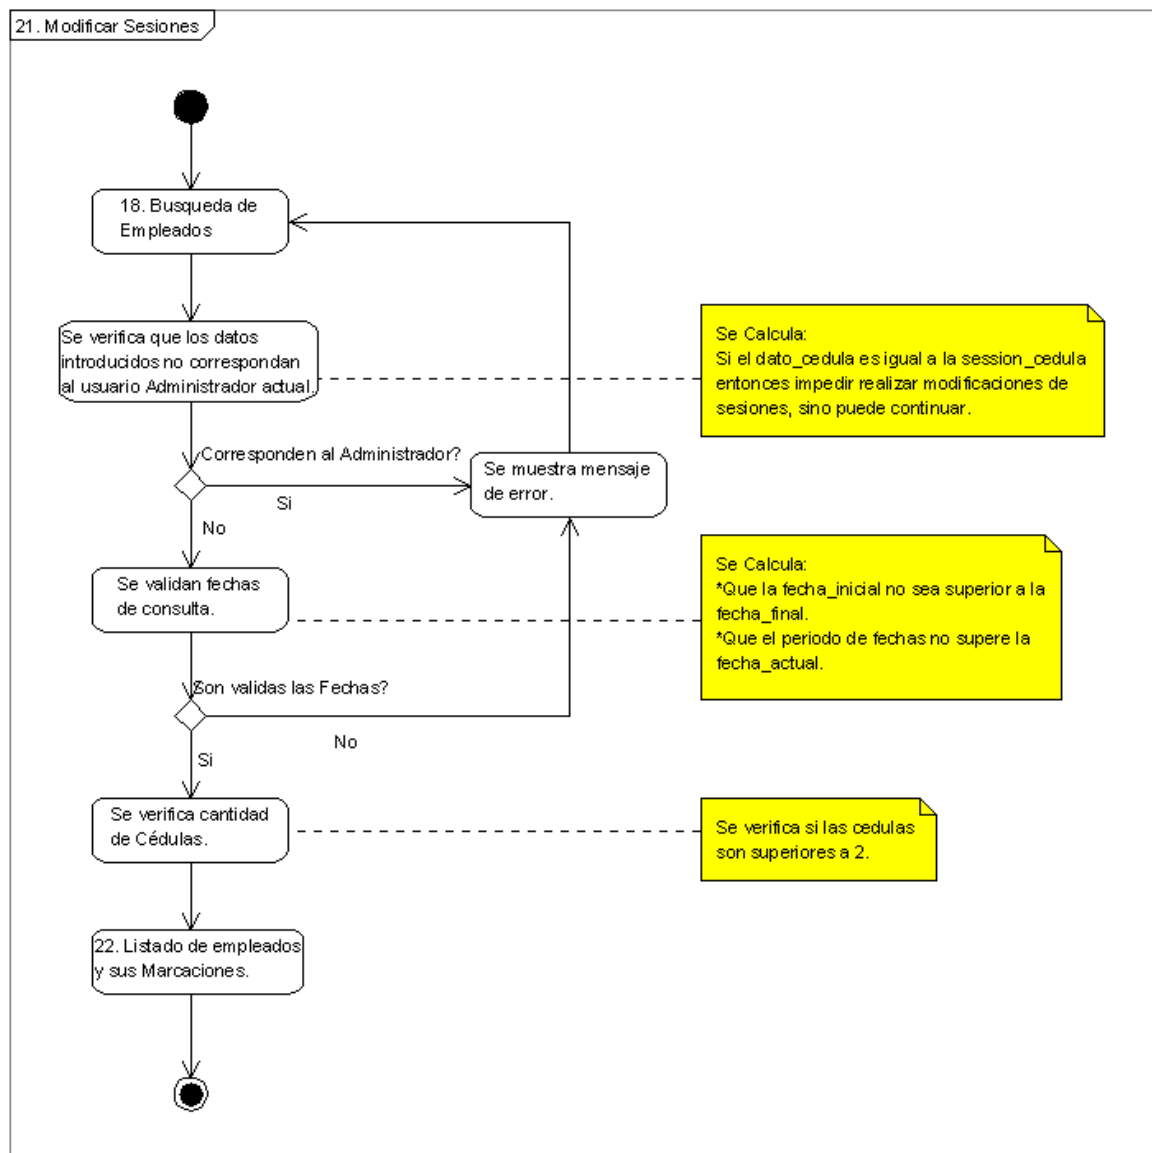 21. Modificar Sesiones
18. Busqueda de
Empleados
Se verifica que los datos
introducidos no correspondan
al usuario Administrador actual.
Se Calcula:
Si el dato_cedula es igual a la session_cedula
entonces impedir realizar modificaciones de
sesiones, sino puede continuar.
Corresponden al Administrador?
Si
No
Se muestra mensaje
de error.
Se validan fechas
de consulta.
Se Calcula:
*Que la fecha_inicial no sea superior a la
fecha_final.
*Que el periodo de fechas no supere la
fecha_actual.
Son validas las Fechas?
No
Si
Se verifica cantidad
de Cédulas.
Se verifica si las cedulas
son superiores a 2.
22. Listado de empleados
y sus Marcaciones.